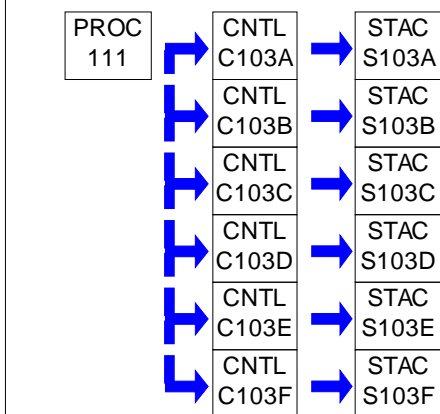 PROC
111
CNTL
C103A
STAC
S103A
CNTL
C103B
STAC
S103B
CNTL
C103C
STAC
S103C
CNTL
C103D
STAC
S103D
CNTL
C103E
STAC
S103E
CNTL
C103F
STAC
S103F